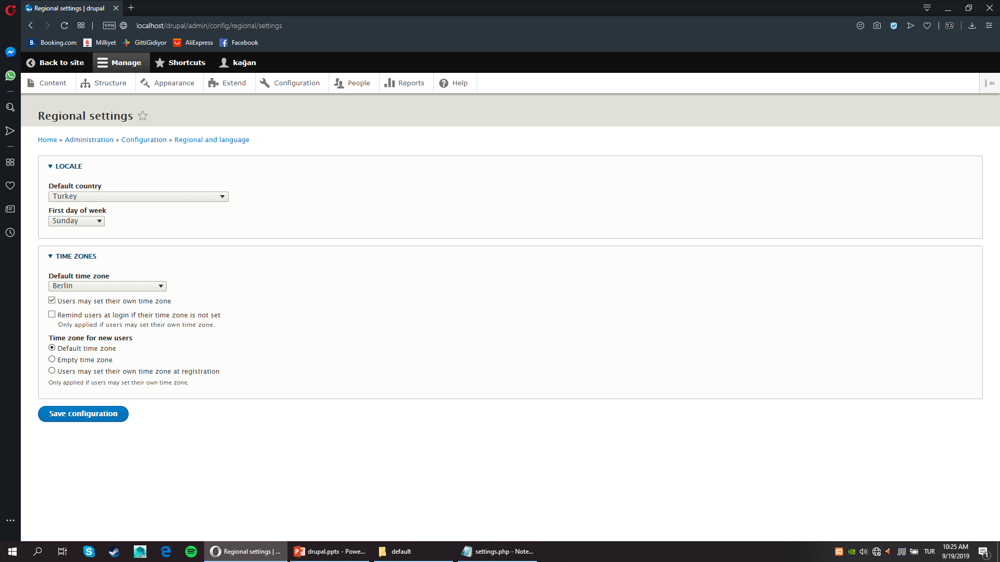 Regional settings | drupal
VPN localhost/drupal/admin/config/regional/settings
B. Booking.com Milliyet GittiGidiyor AliExpress Facebook
Back to site Manage Shortcuts kağan
Content Structure Appearance Extend Configuration People Reports Help
Regional settings
Home » Administration » Configuration » Regional and language
LOCALE
Default country
Turkey
First day of week
Sunday
TIME ZONES
Default time zone
Berlin
Users may set their own time zone
Remind users at login if their time zone is not set
Only applied if users may set their own time zone.
Time zone for new users
Default time zone
Empty time zone
Users may set their own time zone at registration
Only applied if users may set their own time zone.
Save configuration
Regional settings | ... drupal.pptx - Powe... default settings.php - Note... TUR 10:25 AM
9/19/2019 1